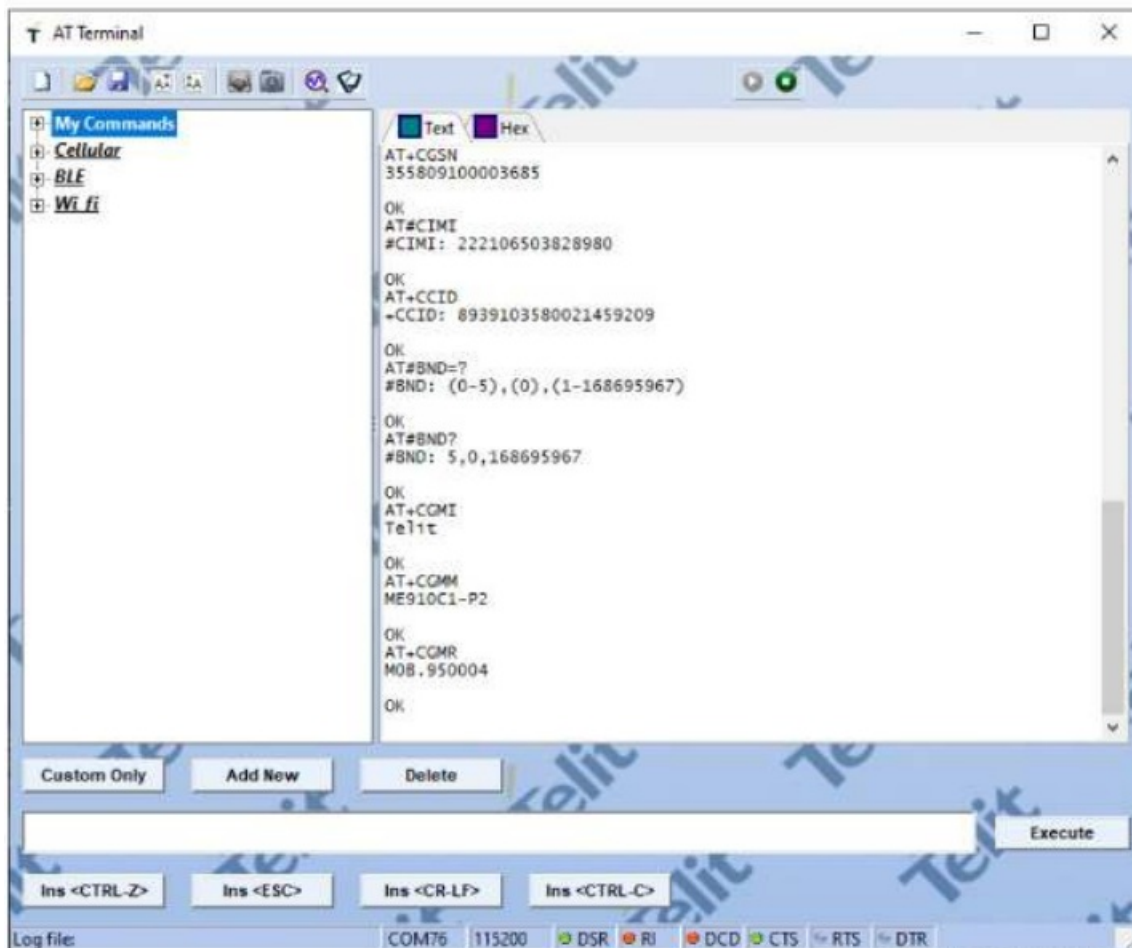 AT Terminal
My Commands
Cellular
BLE
Wi_fi
Text
Hex
AT+CGSN
355809100003685
OK
AT#CIMI
#CIMI: 222106503828980
OK
AT+CCID
+CCID: 8939103580021459209
OK
AT#BND=?
#BND: (0-5),(0),(1-168695967)
OK
AT#BND?
#BND: 5,0,168695967
OK
AT+CGMI
Telit
OK
AT+CGMM
ME910C1-P2
OK
AT+CGMR
M0B.950004
OK
Custom Only
Add New
Delete
Execute
Ins <CTRL-Z>
Ins <ESC>
Ins <CR-LF>
Ins <CTRL-C>
Log file:
COM76
115200
DSR
RI
DCD
CTS
RTS
DTR
Telit